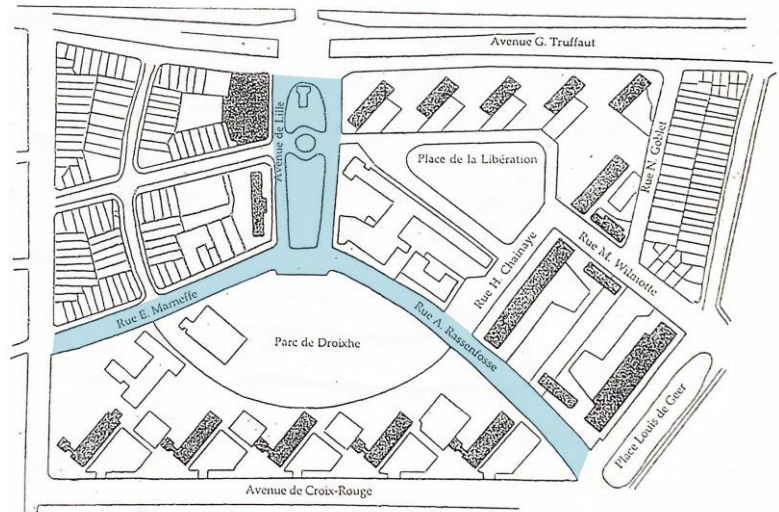 Avenue G. Truffaut
Avenue de Lille
Place de la Libération
Rue N. Goblet
Rue M. Wilmotte
Rue H. Chainaye
Rue E. Marneffe
Rue A. Rassenfosse
Parc de Droixhe
Place Louis de Geer
Avenue de Croix-Rouge